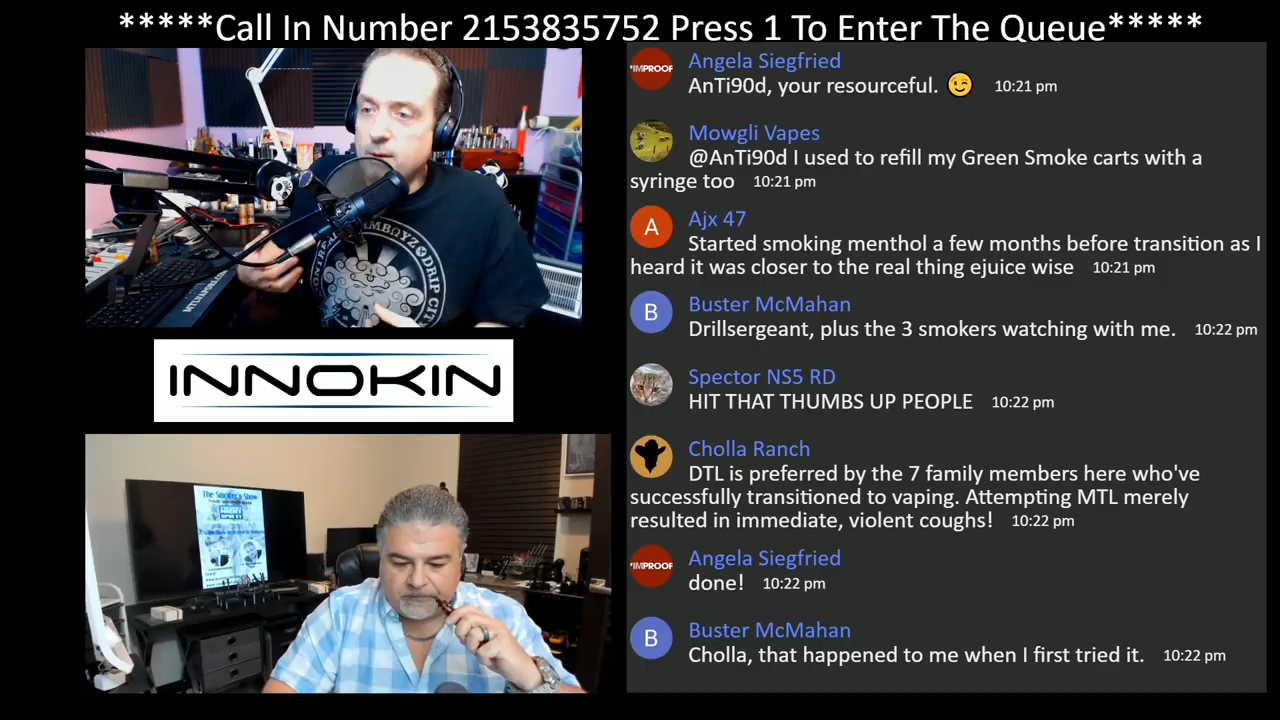 *****Call In Number 2153835752 Press 1 To Enter The Queue*****
INNOKIN
The Smoker's Show
DRIP CITY
Angela Siegfried
AnTi90d, your resourceful. 😉 10:21 pm
Mowgli Vapes
@AnTi90d I used to refill my Green Smoke carts with a
syringe too 10:21 pm
A
Ajx 47
Started smoking menthol a few months before transition as I
heard it was closer to the real thing ejuice wise 10:21 pm
B
Buster McMahan
Drillsergeant, plus the 3 smokers watching with me. 10:22 pm
Spector NS5 RD
HIT THAT THUMBS UP PEOPLE 10:22 pm
Cholla Ranch
DTL is preferred by the 7 family members here who've
successfully transitioned to vaping. Attempting MTL merely
resulted in immediate, violent coughs! 10:22 pm
Angela Siegfried
done! 10:22 pm
B
Buster McMahan
Cholla, that happened to me when I first tried it. 10:22 pm